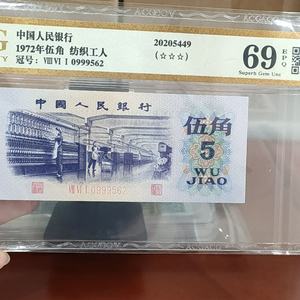 G
中国人民银行
1972年伍角 纺织工人
冠号: VIII VI I 0999562
20205449
(☆☆☆)
69
EPQ
Superb Gem Unc
中国人民银行
伍角
5
WU
JIAO
VIII VI I 0999562